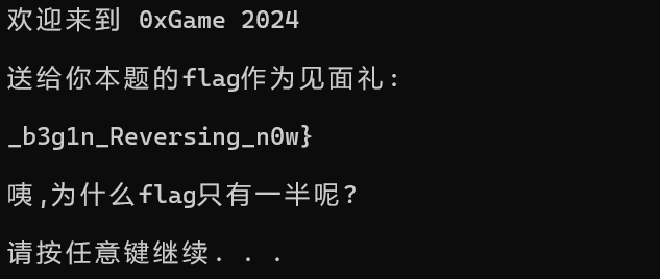 欢迎来到 0xGame 2024
送给你本题的flag作为见面礼:
_b3g1n_Reversing_n0w}
咦,为什么flag只有一半呢?
请按任意键继续. . .